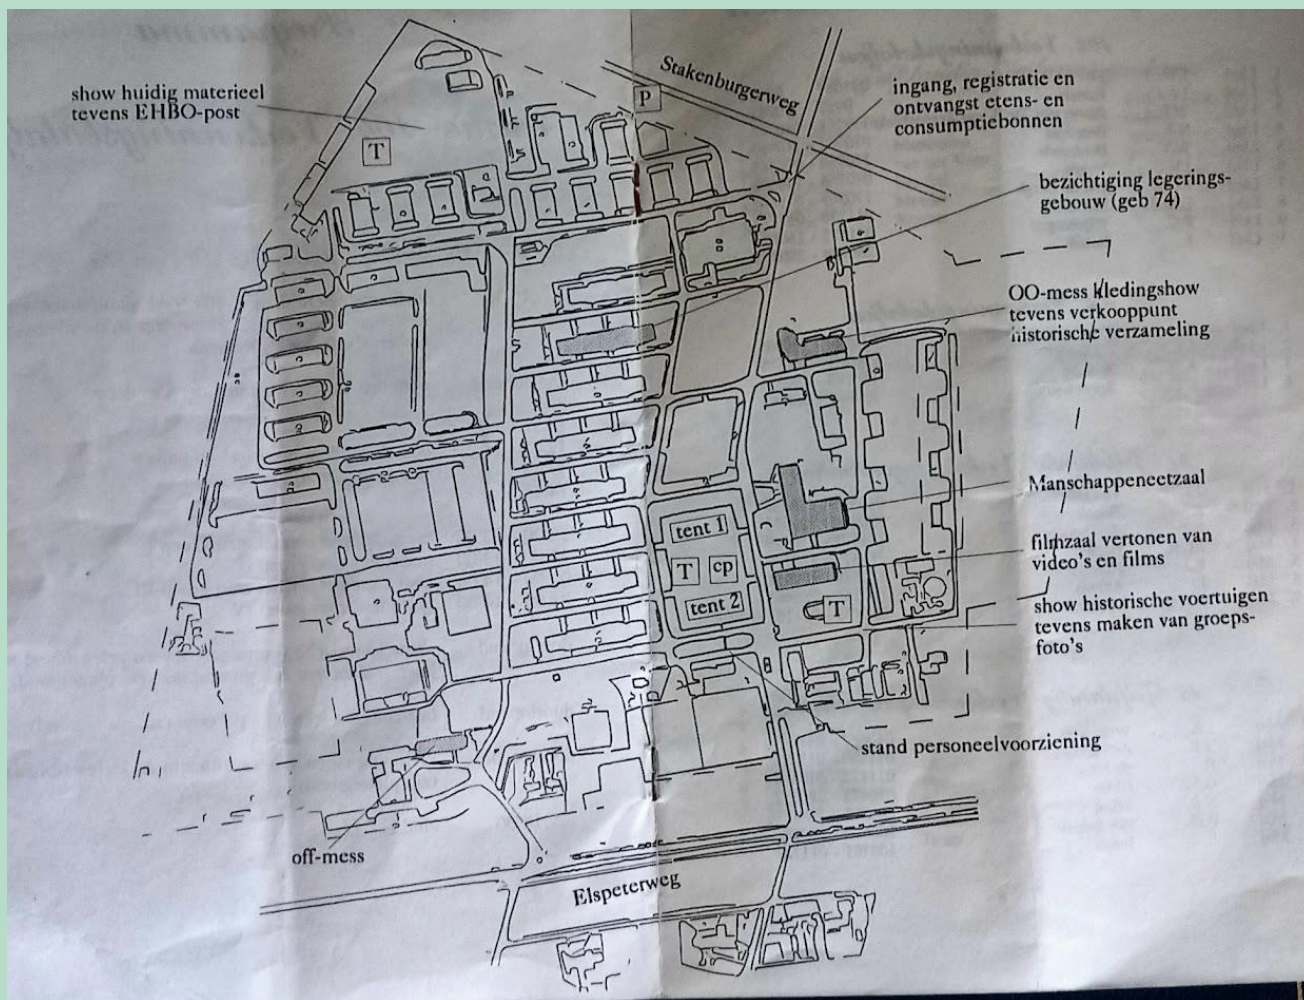 show huidig materieel
tevens EHBO-post
T
P
Stakenburgerweg
ingang, registratie en
ontvangst etens- en
consumptiebonnen
bezichtiging legerings-
gebouw (geb 74)
OO-mess kledingshow
tevens verkooppunt
historische verzameling
Manschappeneetzaal
tent 1
T
cp
tent 2
T
filmzaal vertonen van
video's en films
show historische voertuigen
tevens maken van groeps-
foto's
stand personeelvoorziening
off-mess
Elspeterweg